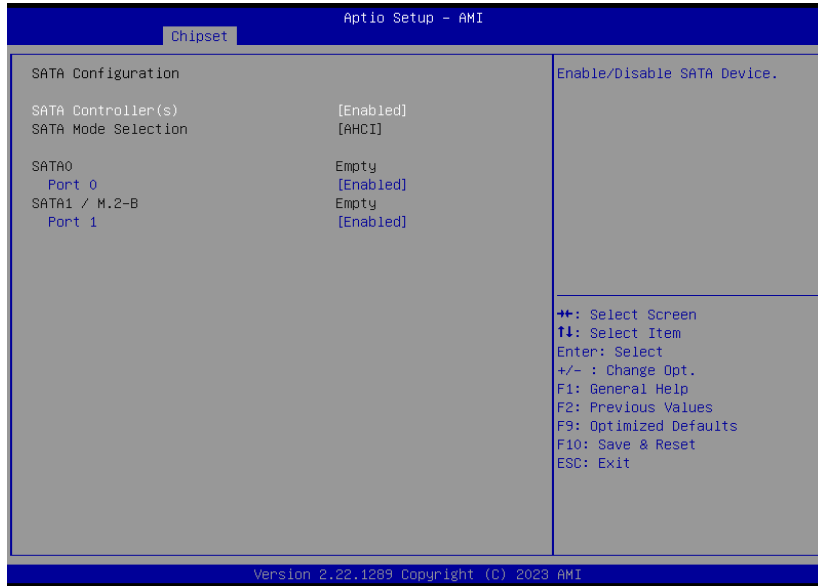 Aptio Setup – AMI
Chipset
SATA Configuration
SATA Controller(s) [Enabled]
SATA Mode Selection [AHCI]
SATA0 Empty
Port 0 [Enabled]
SATA1 / M.2-B Empty
Port 1 [Enabled]
Enable/Disable SATA Device.
→←: Select Screen
↑↓: Select Item
Enter: Select
+/- : Change Opt.
F1: General Help
F2: Previous Values
F9: Optimized Defaults
F10: Save & Reset
ESC: Exit
Version 2.22.1289 Copyright (C) 2023 AMI